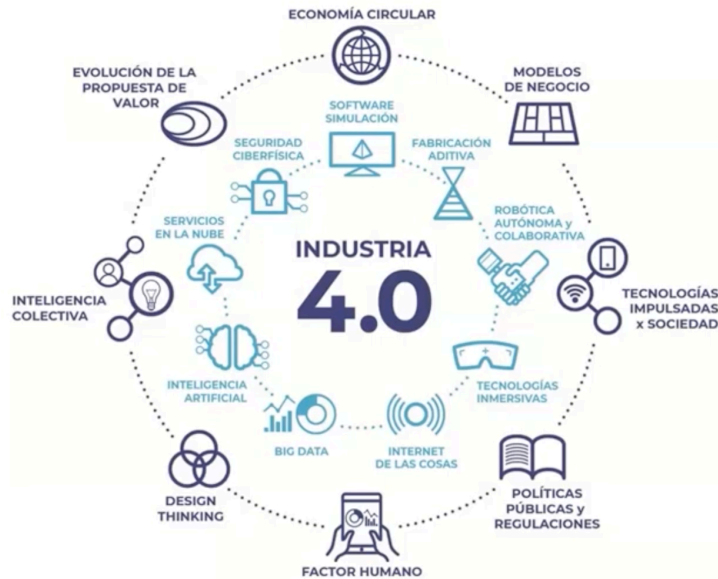 ECONOMÍA CIRCULAR
EVOLUCIÓN DE LA
PROPUESTA DE
VALOR
MODELOS
DE NEGOCIO
SOFTWARE
SIMULACIÓN
SEGURIDAD
CIBERFÍSICA
FABRICACIÓN
ADITIVA
SERVICIOS
EN LA NUBE
ROBÓTICA
AUTÓNOMA y
COLABORATIVA
INDUSTRIA
4.0
INTELIGENCIA
COLECTIVA
TECNOLOGÍAS
IMPULSADAS
x SOCIEDAD
INTELIGENCIA
ARTIFICIAL
TECNOLOGÍAS
INMERSIVAS
BIG DATA
INTERNET
DE LAS COSAS
DESIGN
THINKING
POLÍTICAS
PÚBLICAS y
REGULACIONES
FACTOR HUMANO